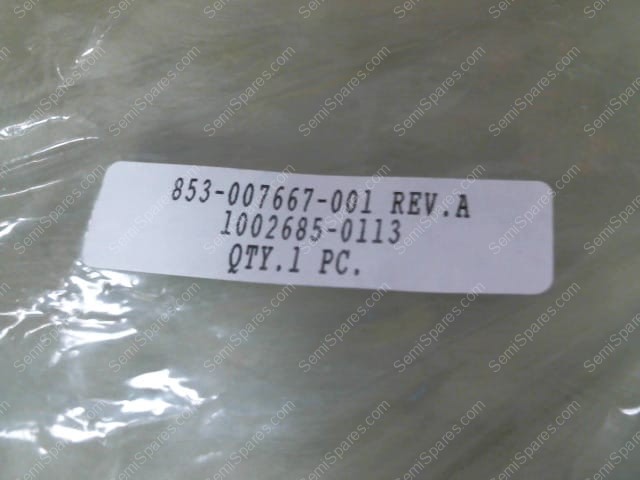 853-007667-001 REV.A
1002685-0113
QTY.1 PC.
SemiSpares.com